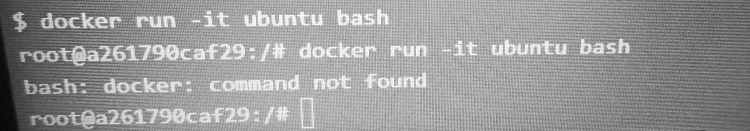 $ docker run -it ubuntu bash
root@a261790caf29:/# docker run -it ubuntu bash
bash: docker: command not found
root@a261790caf29:/#